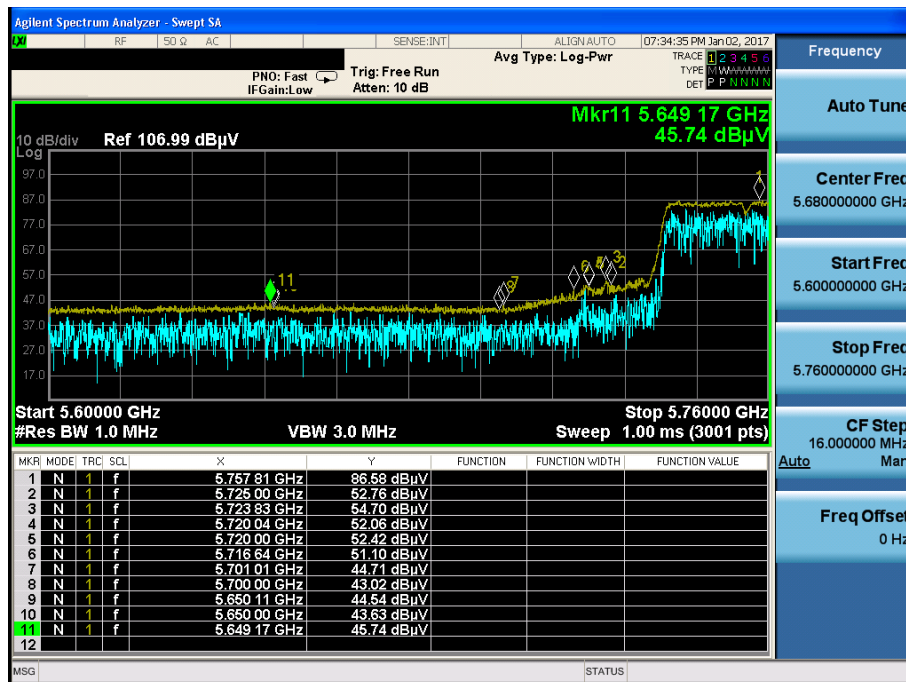 Agilent Spectrum Analyzer - Swept SA
LXI RF 50 Ω AC SENSE:INT ALIGN AUTO 07:34:35 PM Jan 02, 2017
Avg Type: Log-Pwr TRACE 1 2 3 4 5 6
PNO: Fast Trig: Free Run TYPE M W W W W W
IFGain:Low Atten: 10 dB DET P P N N N N
Mkr11 5.649 17 GHz
45.74 dBµV
10 dB/div Ref 106.99 dBµV
Log
97.0
87.0
77.0
67.0
57.0
47.0
37.0
27.0
17.0
1
6
3
2
11
7
8
Start 5.60000 GHz Stop 5.76000 GHz
#Res BW 1.0 MHz VBW 3.0 MHz Sweep 1.00 ms (3001 pts)
MKR MODE TRC SCL X Y FUNCTION FUNCTION WIDTH FUNCTION VALUE
1 N 1 f 5.757 81 GHz 86.58 dBµV
2 N 1 f 5.725 00 GHz 52.76 dBµV
3 N 1 f 5.723 83 GHz 54.70 dBµV
4 N 1 f 5.720 04 GHz 52.06 dBµV
5 N 1 f 5.720 00 GHz 52.42 dBµV
6 N 1 f 5.716 64 GHz 51.10 dBµV
7 N 1 f 5.701 01 GHz 44.71 dBµV
8 N 1 f 5.700 00 GHz 43.02 dBµV
9 N 1 f 5.650 11 GHz 44.54 dBµV
10 N 1 f 5.650 00 GHz 43.63 dBµV
11 N 1 f 5.649 17 GHz 45.74 dBµV
12
MSG STATUS
Frequency
Auto Tune
Center Freq
5.680000000 GHz
Start Freq
5.600000000 GHz
Stop Freq
5.760000000 GHz
CF Step
16.000000 MHz
Auto Man
Freq Offset
0 Hz